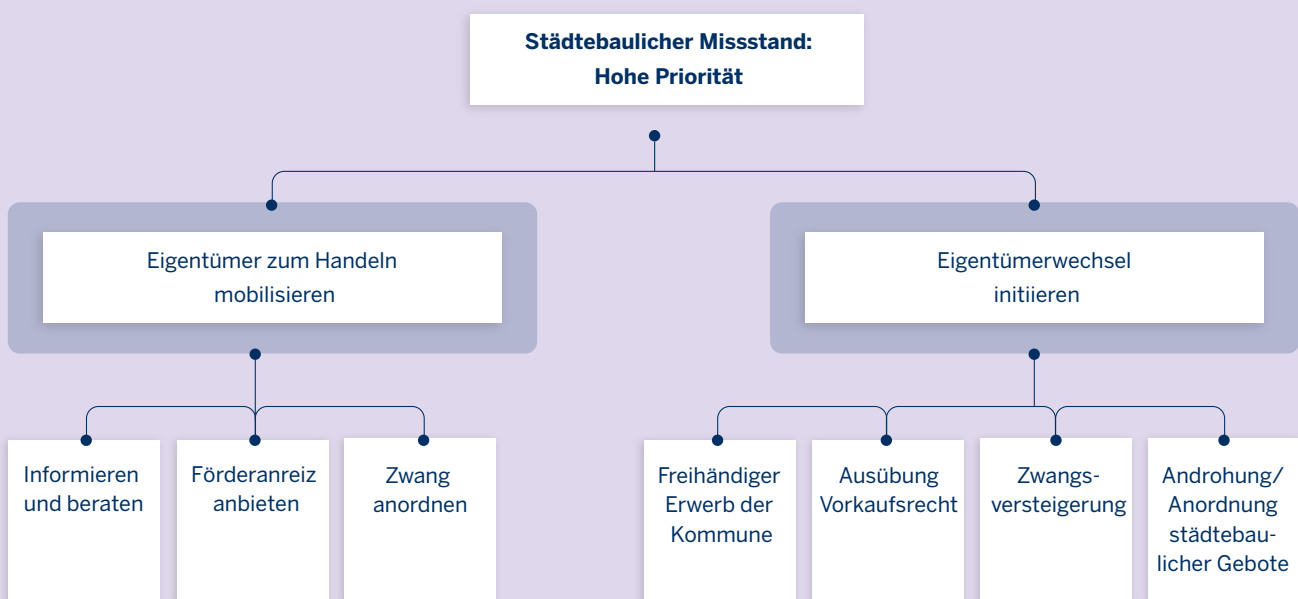 Städtebaulicher Missstand:
Hohe Priorität
Eigentümer zum Handeln
mobilisieren
Eigentümerwechsel
initiieren
Informieren
und beraten
Förderanreiz
anbieten
Zwang
anordnen
Freihändiger
Erwerb der
Kommune
Ausübung
Vorkaufsrecht
Zwangs-
versteigerung
Androhung/
Anordnung
städtebau-
licher Gebote